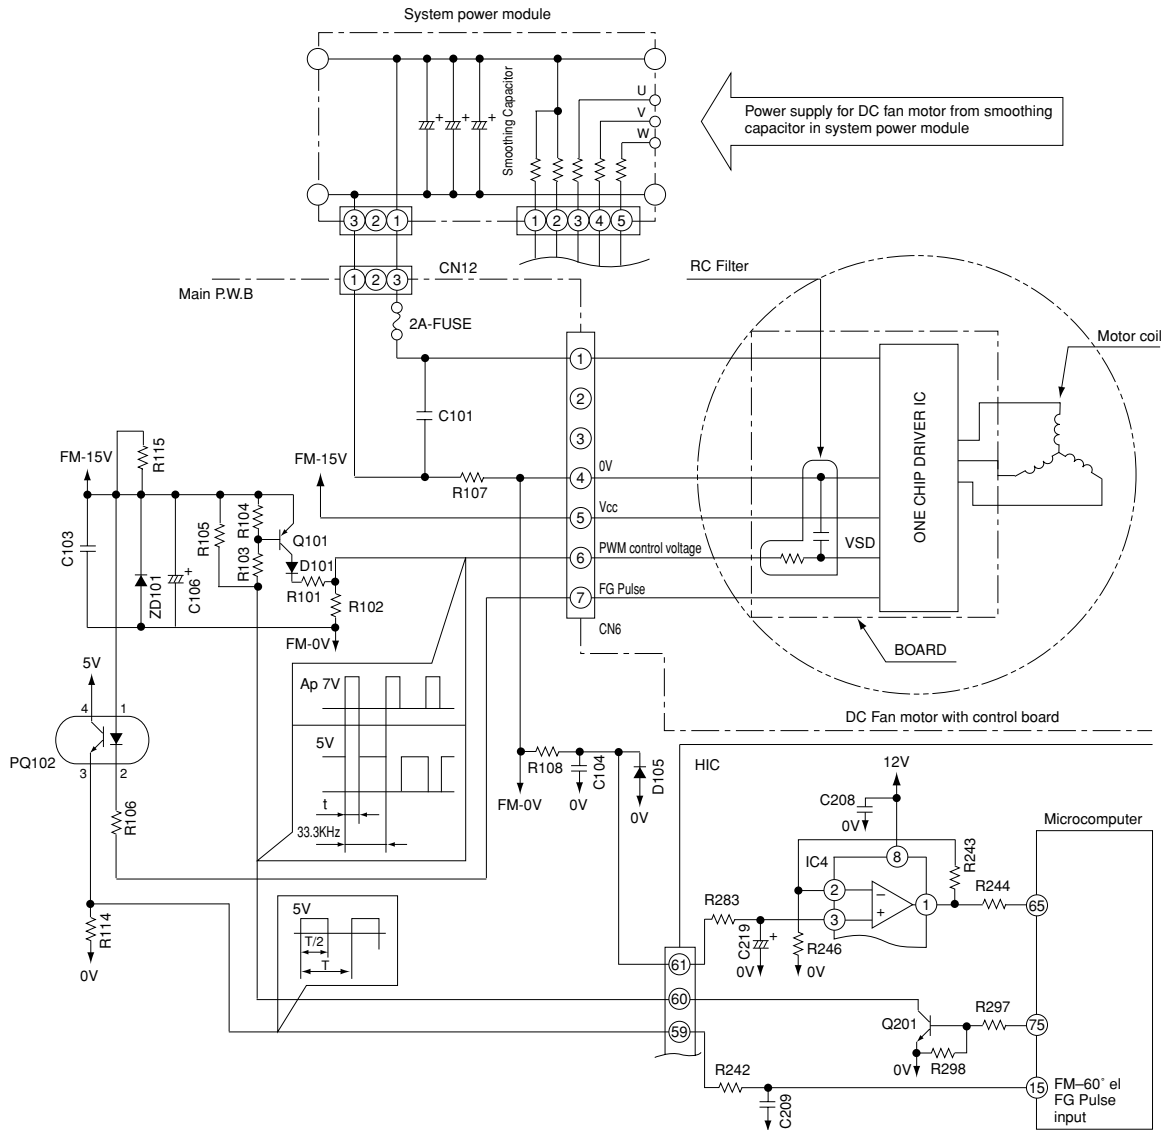 System power module
+
+
+
Smoothing Capacitor
U
V
W
Power supply for DC fan motor from smoothing
capacitor in system power module
3 2 1
1 2 3 4 5
CN12
1 2 3
Main P.W.B
2A-FUSE
RC Filter
Motor coil
1
2
3
4
5
6
7
C101
FM-15V
R115
FM-15V
R107
0V
Vcc
PWM control voltage
FG Pulse
CN6
VSD
ONE CHIP DRIVER IC
BOARD
DC Fan motor with control board
C103
ZD101
C106
+
R105
R104
R103
Q101
D101
R101
R102
FM-0V
5V
4
1
PQ102
3
2
R106
R114
0V
Ap 7V
5V
t
33.3KHz
5V
T/2
T
R108
C104
D105
FM-0V
0V
0V
HIC
12V
C208
0V
IC4
8
2
3
1
–
+
R243
R244
65
R283
C219
+
0V
R246
0V
Microcomputer
61
60
59
Q201
R297
75
0V
R298
R242
C209
15
FM–60˚ el
FG Pulse
input